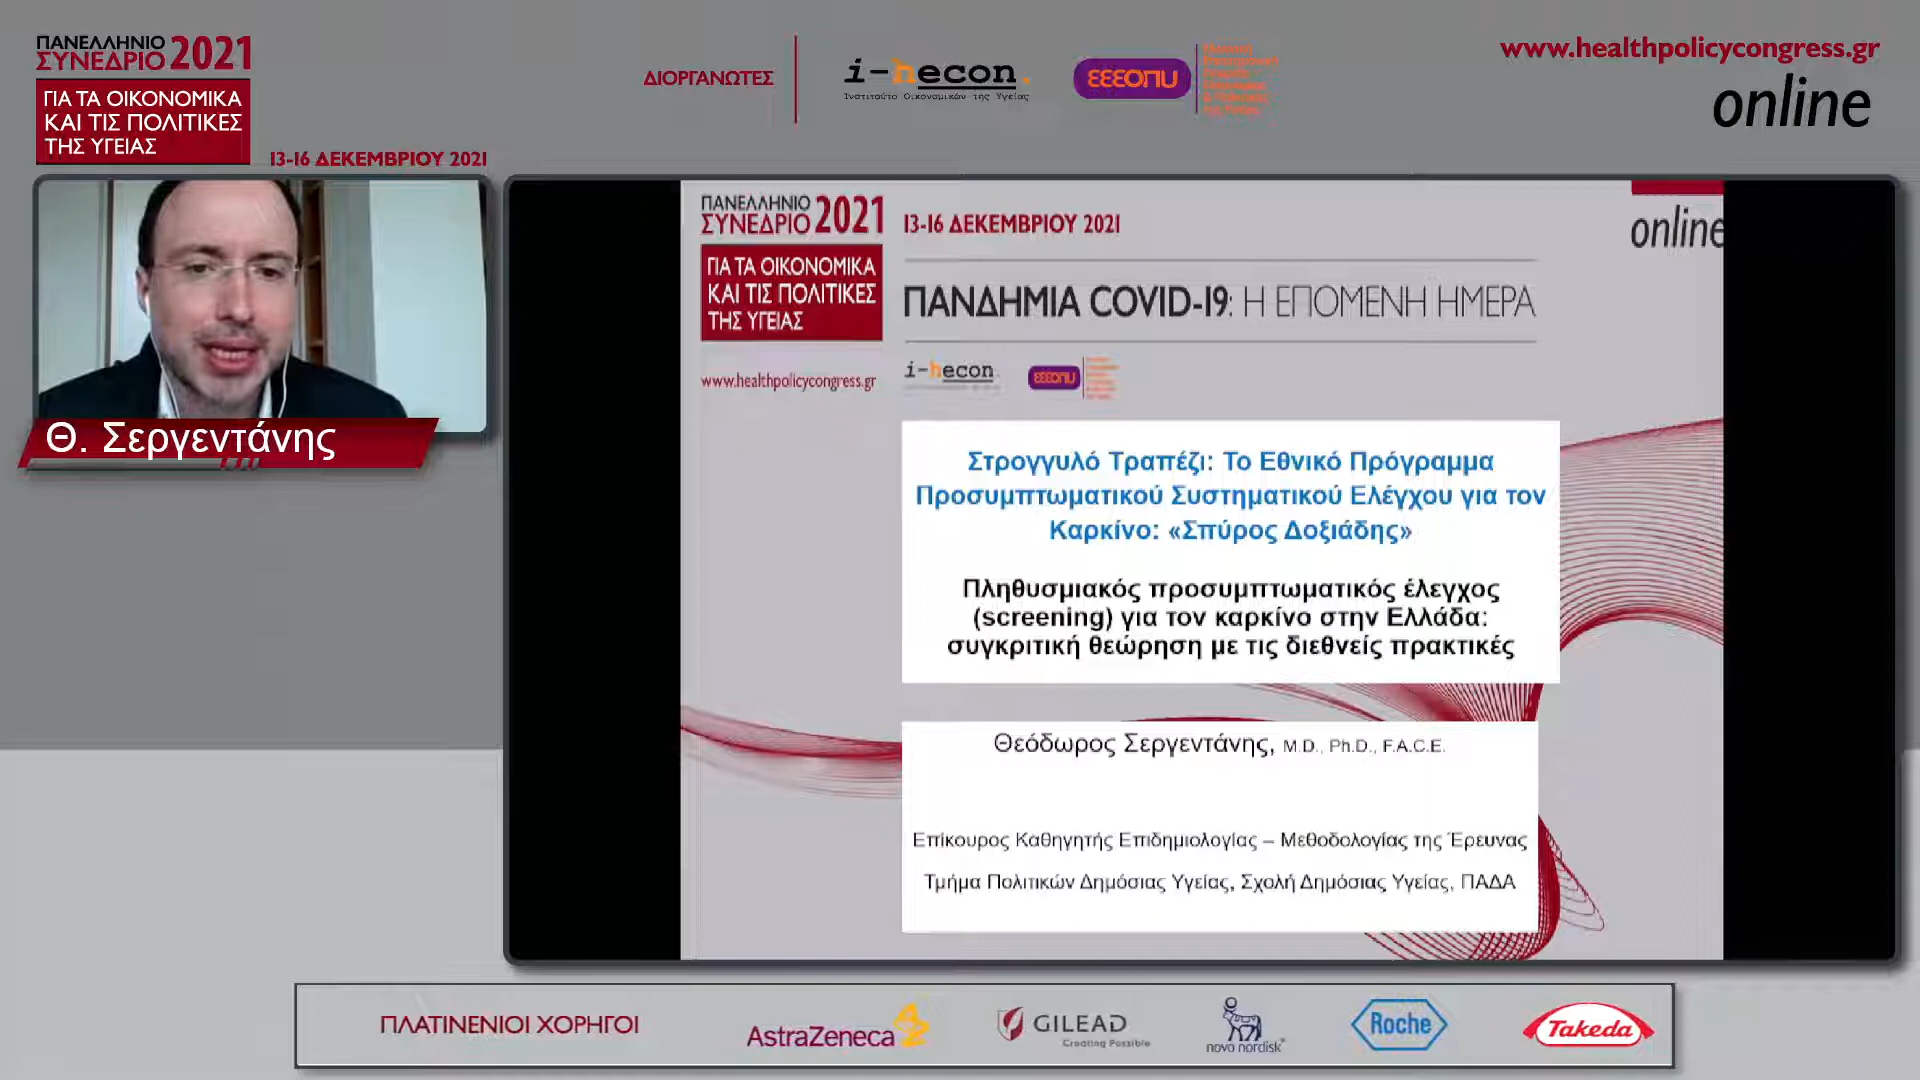 ΠΑΝΕΛΛΗΝΙΟ
ΣΥΝΕΔΡΙΟ 2021
ΓΙΑ ΤΑ ΟΙΚΟΝΟΜΙΚΑ
ΚΑΙ ΤΙΣ ΠΟΛΙΤΙΚΕΣ
ΤΗΣ ΥΓΕΙΑΣ
13-16 ΔΕΚΕΜΒΡΙΟΥ 2021
ΔΙΟΡΓΑΝΩΤΕΣ
i-hecon.
Ινστιτούτο Οικονομικών της Υγείας
ΕΕΕΟΠΥ
www.healthpolicycongress.gr
online
Θ. Σεργεντάνης
ΠΑΝΕΛΛΗΝΙΟ
ΣΥΝΕΔΡΙΟ 2021
ΓΙΑ ΤΑ ΟΙΚΟΝΟΜΙΚΑ
ΚΑΙ ΤΙΣ ΠΟΛΙΤΙΚΕΣ
ΤΗΣ ΥΓΕΙΑΣ
www.healthpolicycongress.gr
13-16 ΔΕΚΕΜΒΡΙΟΥ 2021
online
ΠΑΝΔΗΜΙΑ COVID-19: Η ΕΠΟΜΕΝΗ ΗΜΕΡΑ
i-hecon
ΕΕΕΟΠΥ
Στρογγυλό Τραπέζι: Το Εθνικό Πρόγραμμα
Προσυμπτωματικού Συστηματικού Ελέγχου για τον
Καρκίνο: «Σπύρος Δοξιάδης»
Πληθυσμιακός προσυμπτωματικός έλεγχος
(screening) για τον καρκίνο στην Ελλάδα:
συγκριτική θεώρηση με τις διεθνείς πρακτικές
Θεόδωρος Σεργεντάνης, M.D., Ph.D., F.A.C.E.
Επίκουρος Καθηγητής Επιδημιολογίας – Μεθοδολογίας της Έρευνας
Τμήμα Πολιτικών Δημόσιας Υγείας, Σχολή Δημόσιας Υγείας, ΠΑΔΑ
ΠΛΑΤΙΝΕΝΙΟΙ ΧΟΡΗΓΟΙ
AstraZeneca
GILEAD
Creating Possible
novo nordisk
Roche
Takeda